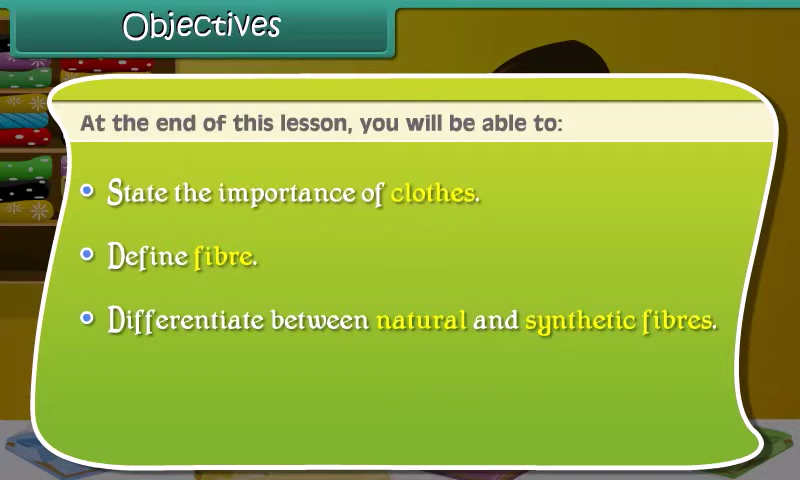 Objectives
At the end of this lesson, you will be able to:
State the importance of clothes.
Define fibre.
Differentiate between natural and synthetic fibres.